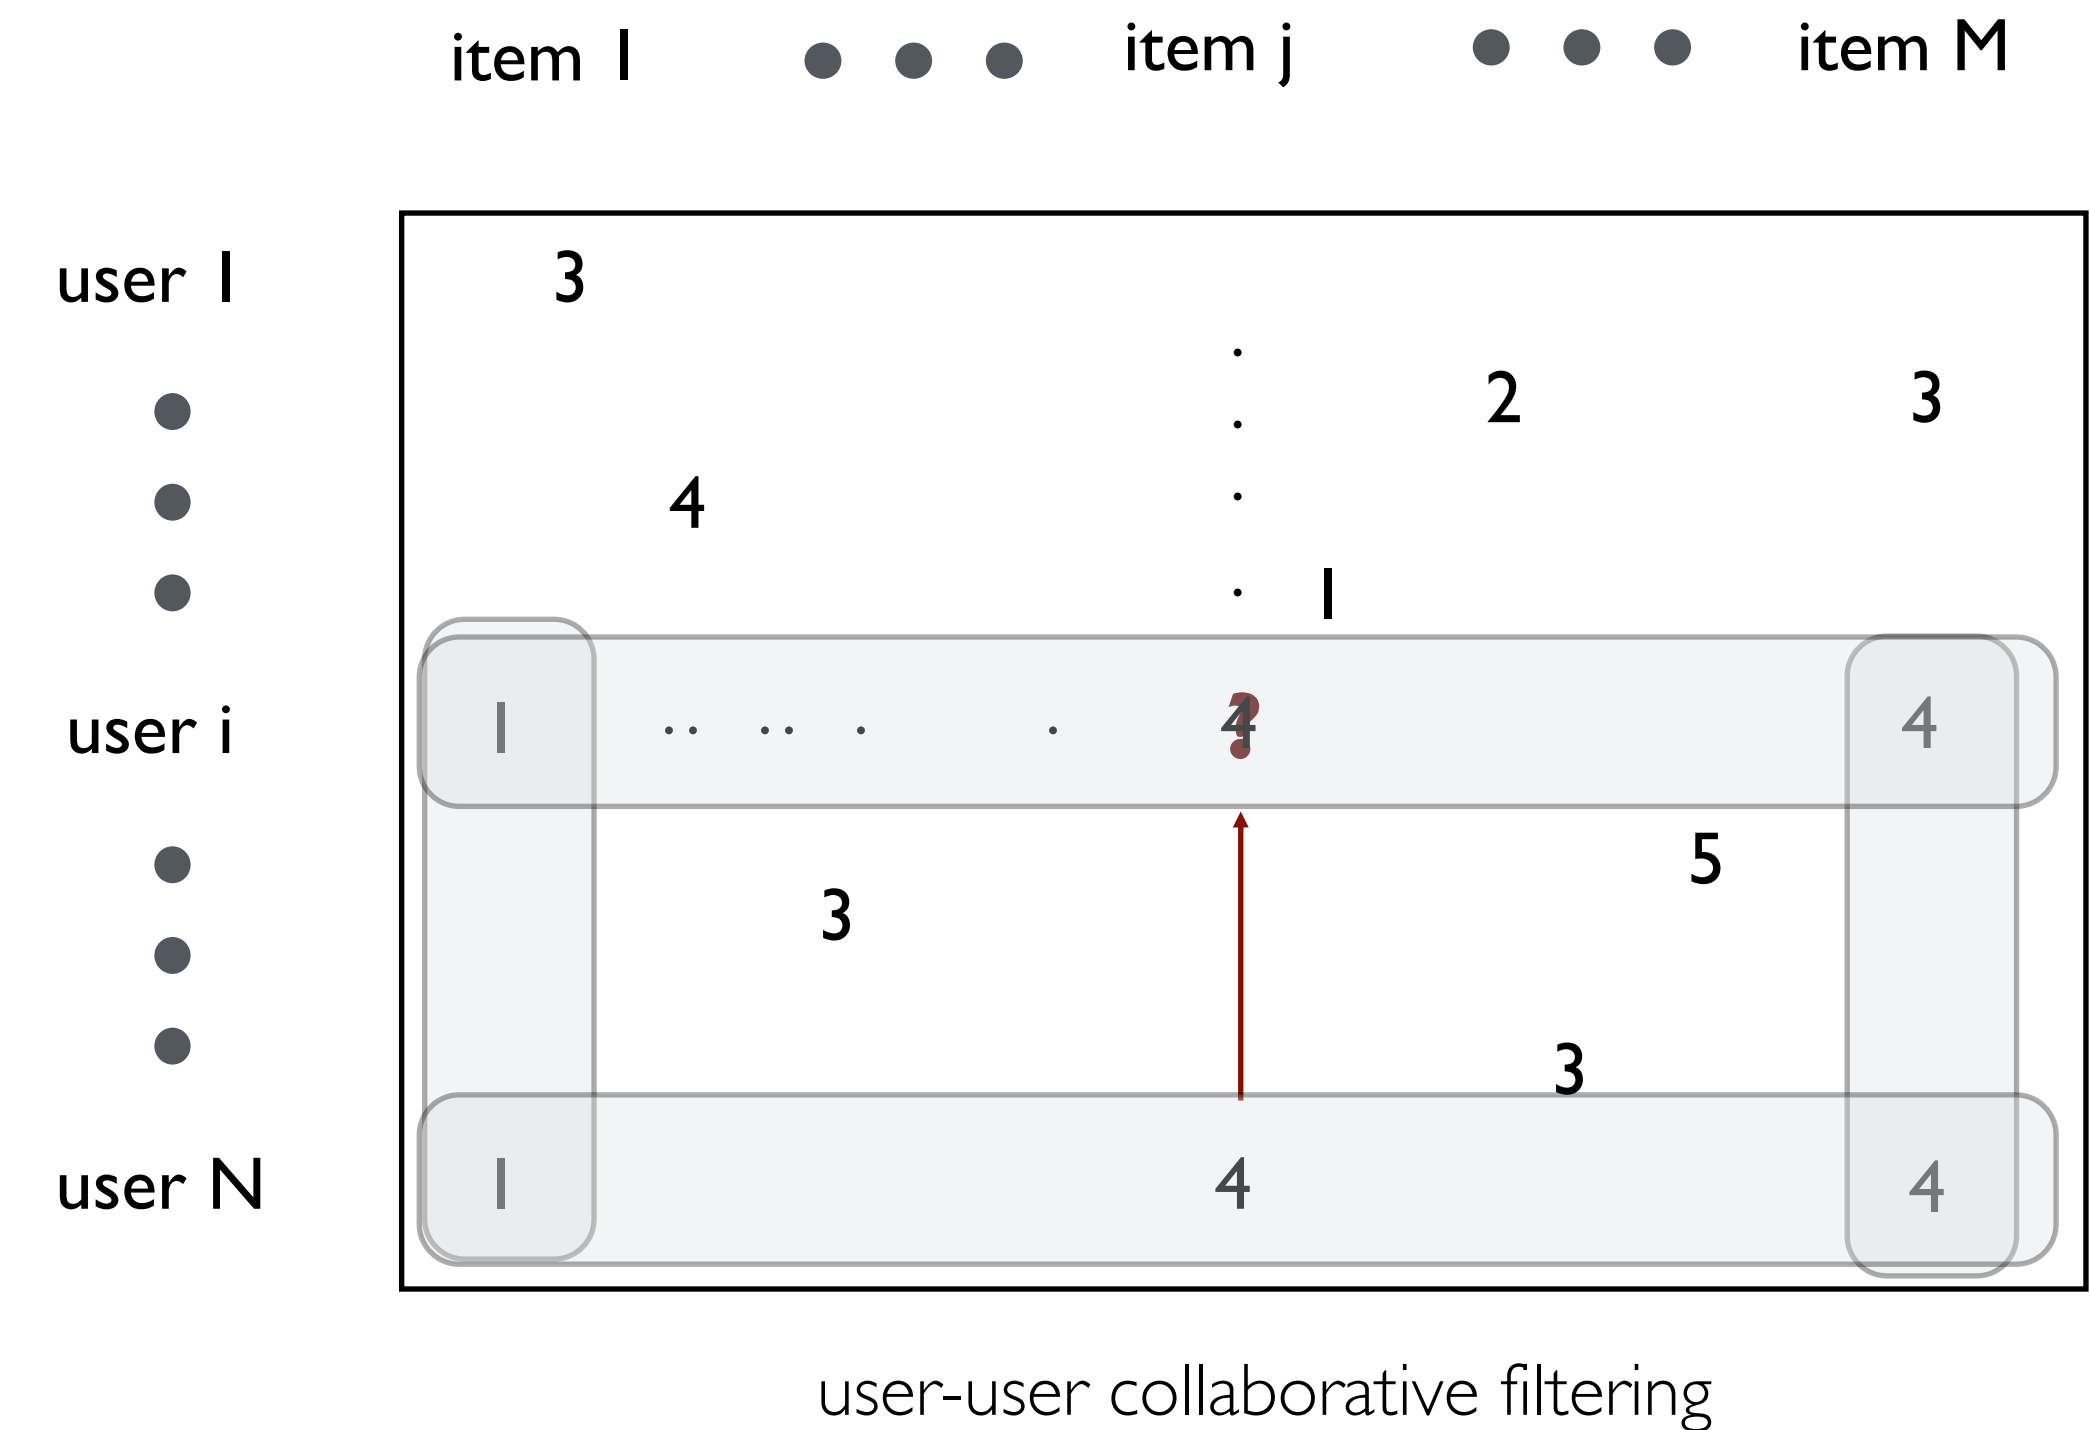 item 1 item j item M
user 1 3
2 3
4
1
user i 1 ? 4 4
5
3
3
user N 1 4 4
user-user collaborative filtering